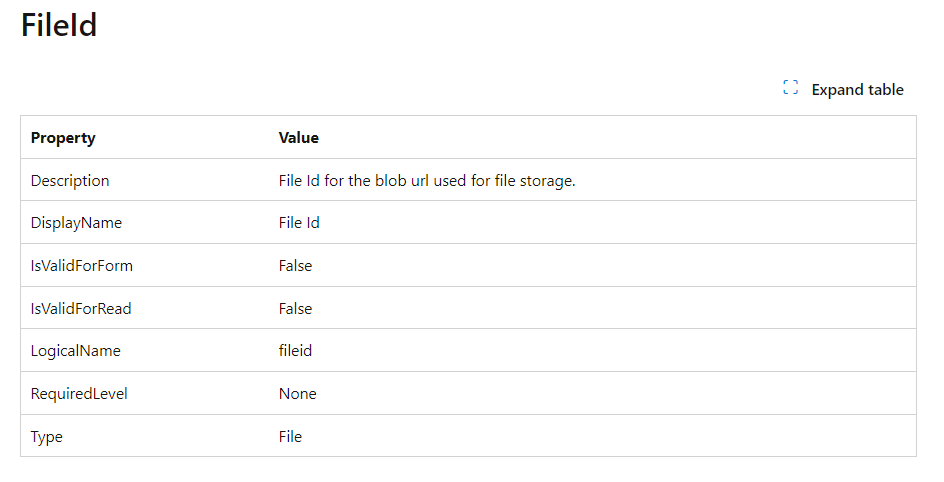 FileId
Expand table
Property Value
Description File Id for the blob url used for file storage.
DisplayName File Id
IsValidForForm False
IsValidForRead False
LogicalName fileid
RequiredLevel None
Type File